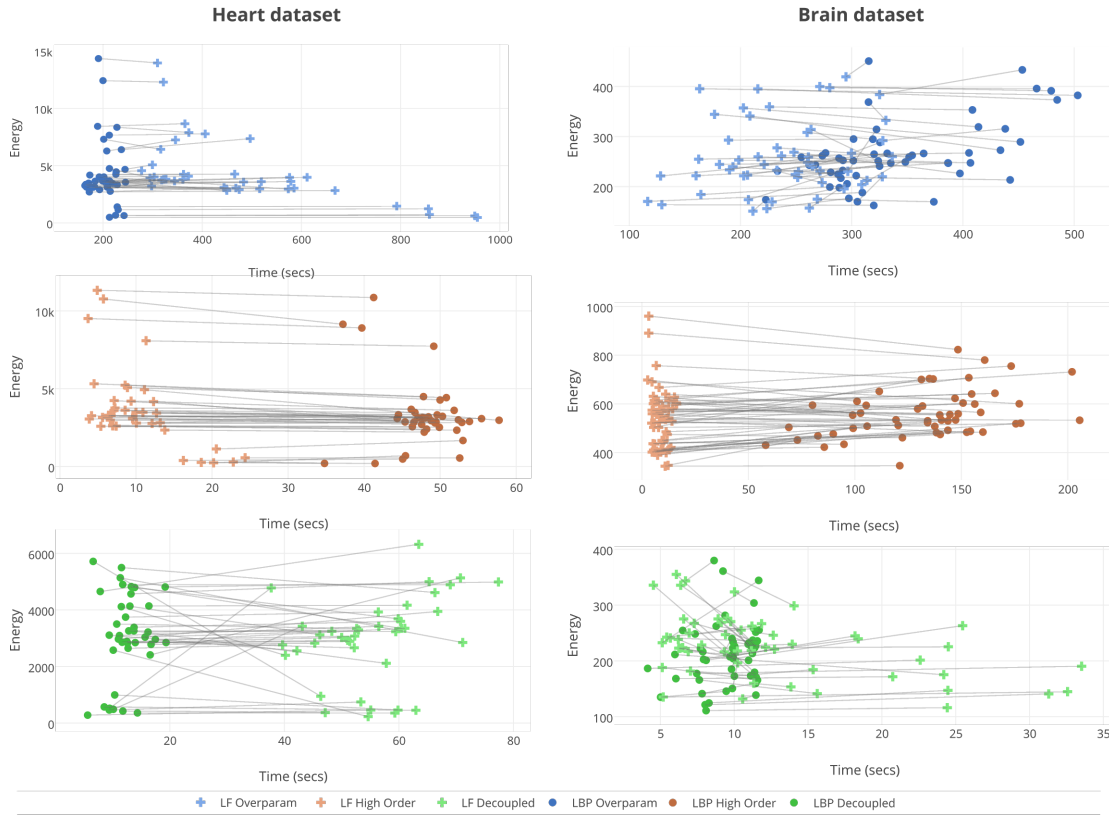 Heart dataset
Brain dataset
15k
10k
5k
0
Energy
200
400
600
800
1000
Time (secs)
400
300
200
Energy
100
200
300
400
500
Time (secs)
10k
5k
0
Energy
0
10
20
30
40
50
60
Time (secs)
1000
800
600
400
Energy
0
50
100
150
200
Time (secs)
6000
4000
2000
0
Energy
20
40
60
80
Time (secs)
400
300
200
100
Energy
5
10
15
20
25
30
35
Time (secs)
LF Overparam LF High Order LF Decoupled LBP Overparam LBP High Order LBP Decoupled